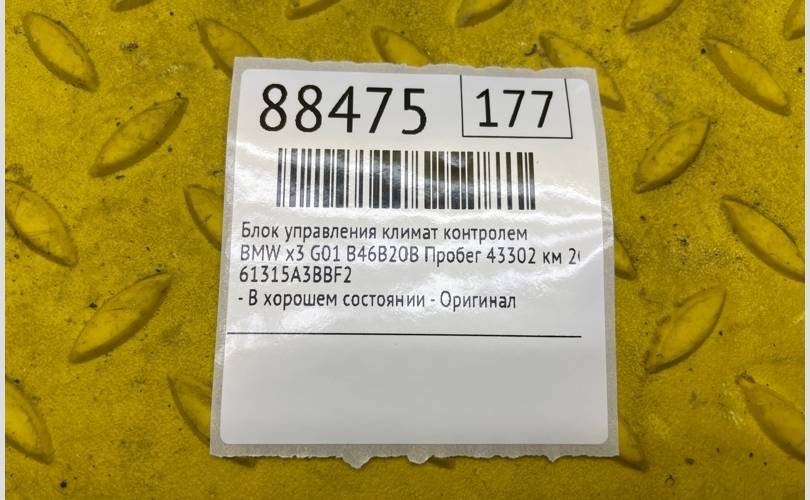 88475 177
Блок управления климат контролем
BMW x3 G01 B46B20B Пробег 43302 км
61315A3BBF2
- В хорошем состоянии - Оригинал